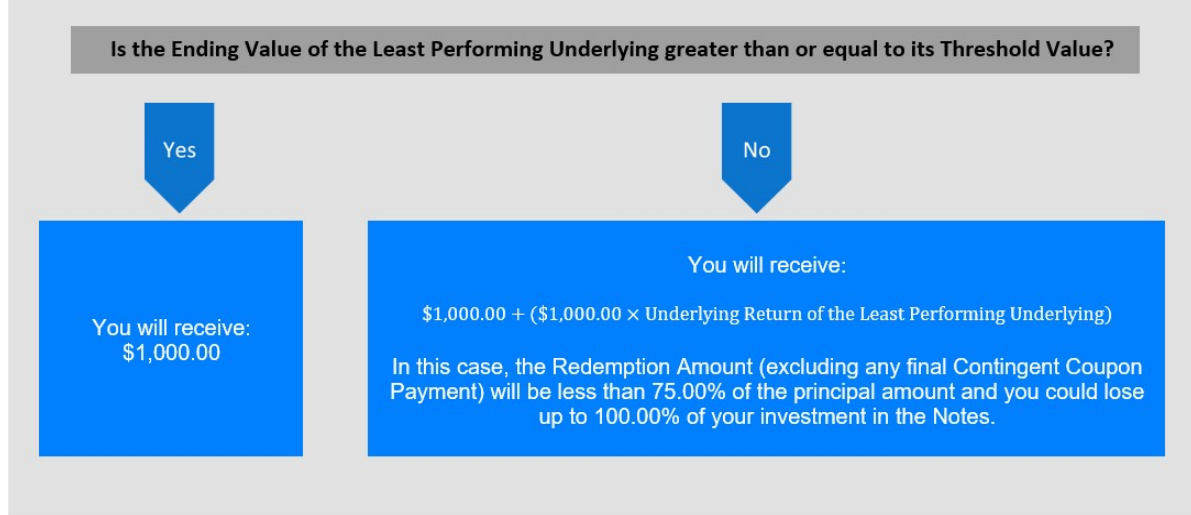 Is the Ending Value of the Least Performing Underlying greater than or equal to its Threshold Value?
Yes
No
You will receive:
$1,000.00
You will receive:
$1,000.00 + ($1,000.00 × Underlying Return of the Least Performing Underlying)
In this case, the Redemption Amount (excluding any final Contingent Coupon
Payment) will be less than 75.00% of the principal amount and you could lose
up to 100.00% of your investment in the Notes.